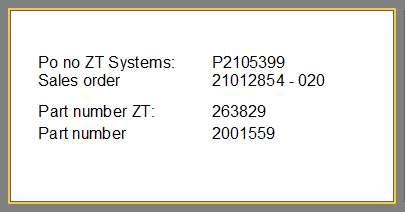 Po no ZT Systems: P2105399
Sales order 21012854 - 020
Part number ZT: 263829
Part number 2001559